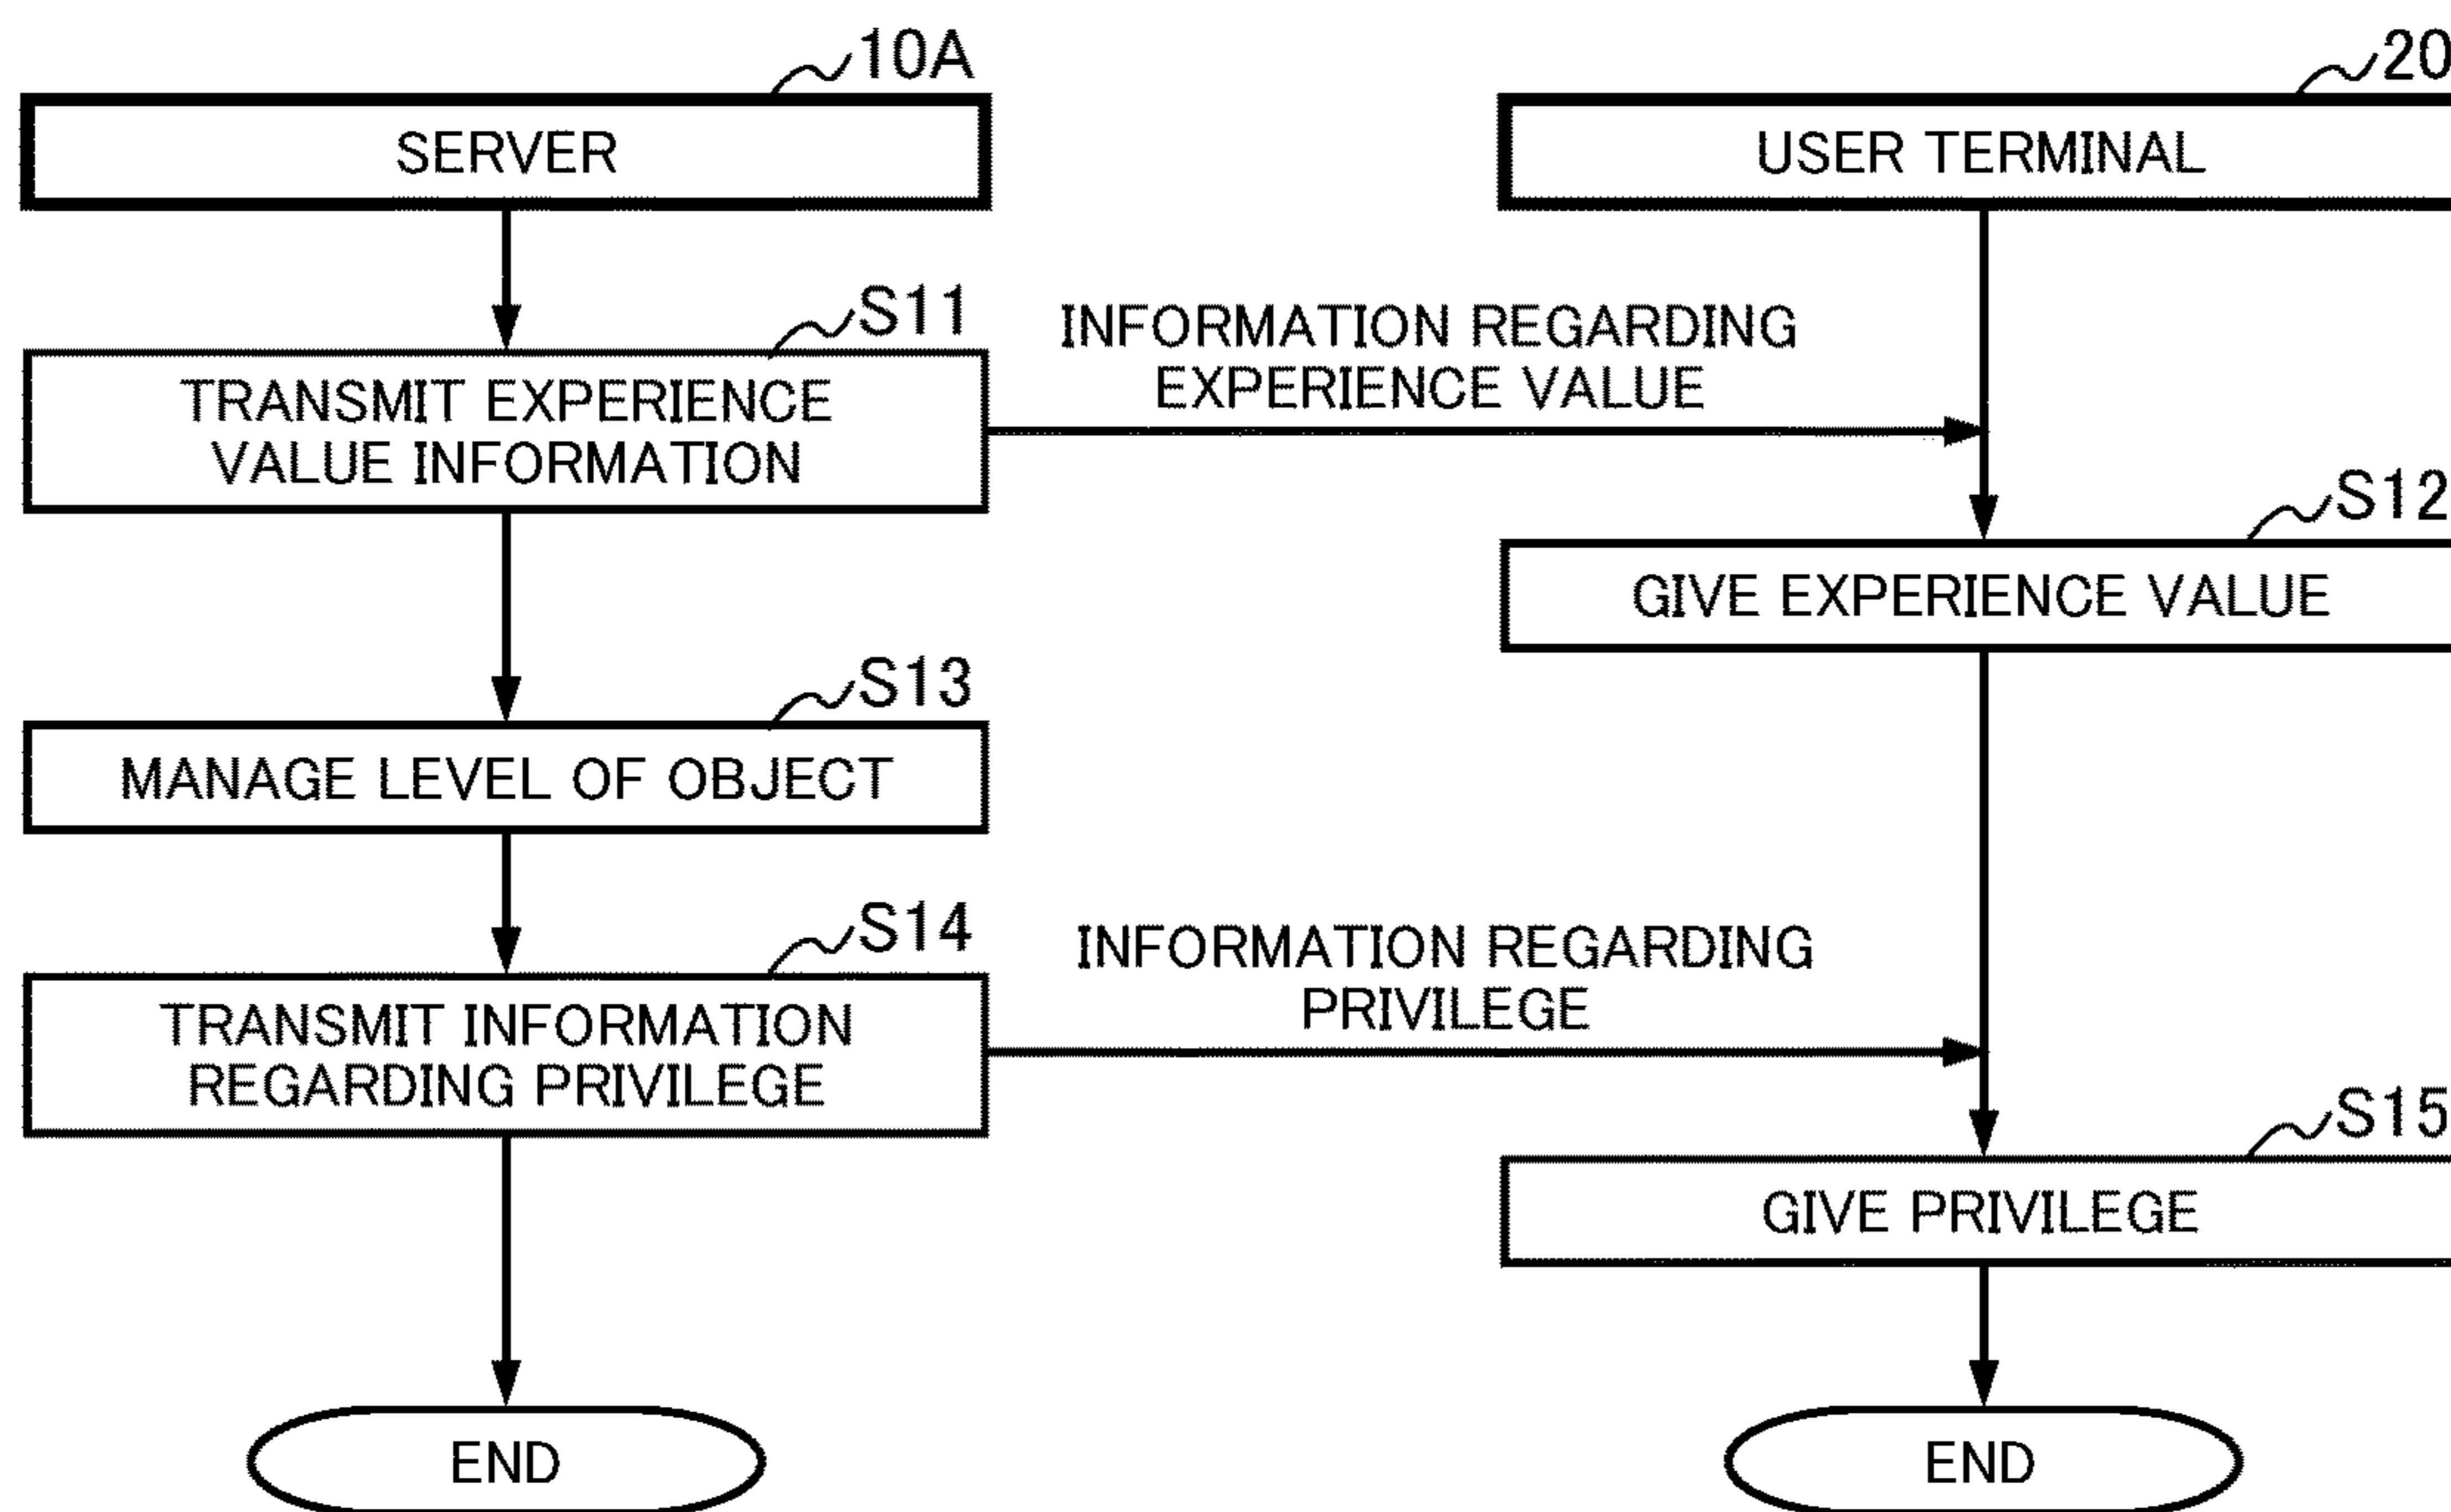 10A
20
SERVER
USER TERMINAL
S11
INFORMATION REGARDING
EXPERIENCE VALUE
TRANSMIT EXPERIENCE
VALUE INFORMATION
S12
GIVE EXPERIENCE VALUE
S13
MANAGE LEVEL OF OBJECT
S14
INFORMATION REGARDING
PRIVILEGE
TRANSMIT INFORMATION
REGARDING PRIVILEGE
S15
GIVE PRIVILEGE
END
END